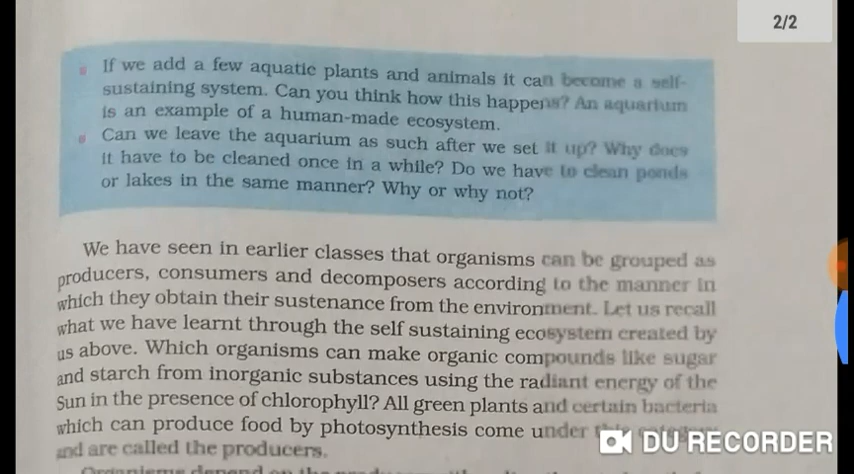 2/2
If we add a few aquatic plants and animals it can become a self-
sustaining system. Can you think how this happens? An aquarium
is an example of a human-made ecosystem.
Can we leave the aquarium as such after we set it up? Why does
it have to be cleaned once in a while? Do we have to clean ponds
or lakes in the same manner? Why or why not?
We have seen in earlier classes that organisms can be grouped as
producers, consumers and decomposers according to the manner in
which they obtain their sustenance from the environment. Let us recall
what we have learnt through the self sustaining ecosystem created by
us above. Which organisms can make organic compounds like sugar
and starch from inorganic substances using the radiant energy of the
Sun in the presence of chlorophyll? All green plants and certain bacteria
which can produce food by photosynthesis come under
DU RECORDER
and are called the producers.
Organisms depend on the producers